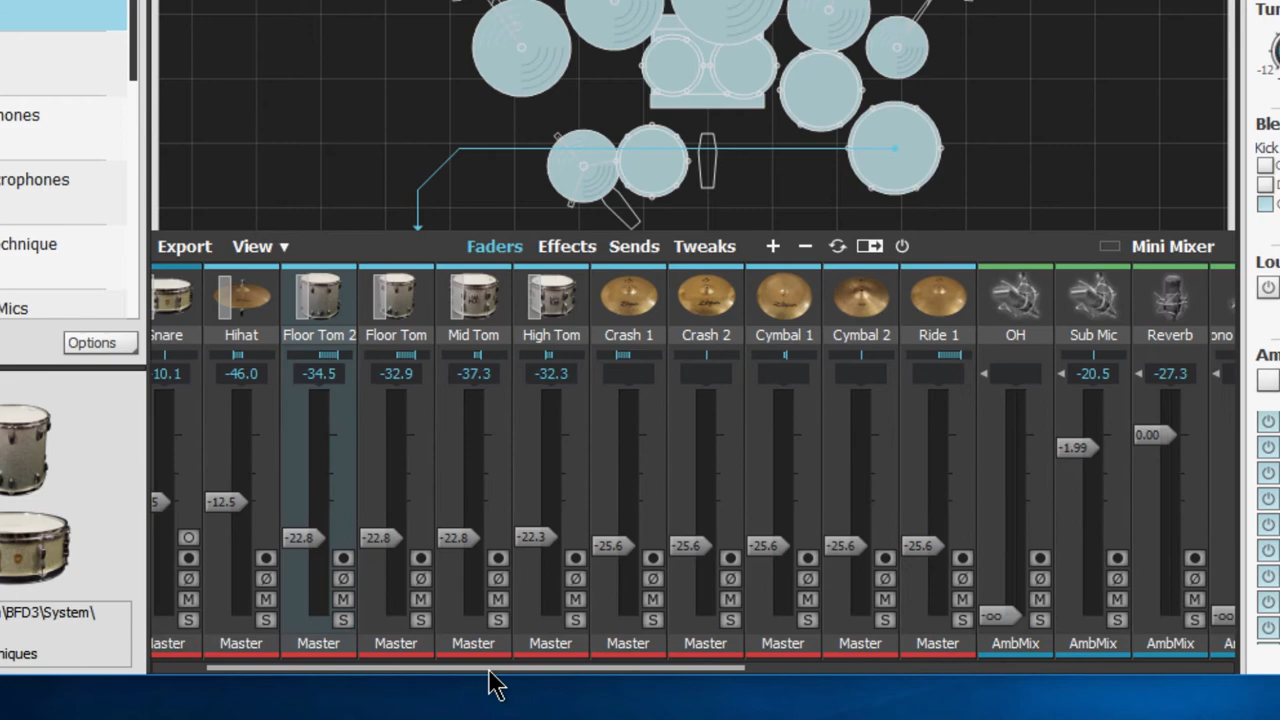 Tu
-12
hones
Ble
Kick
crophones
echnique
Export View ▾ Faders Effects Sends Tweaks + − Mini Mixer
Lou
Mics
Snare Hihat Floor Tom 2 Floor Tom Mid Tom High Tom Crash 1 Crash 2 Cymbal 1 Cymbal 2 Ride 1 OH Sub Mic Reverb ono
Options
Am
10.1 -46.0 -34.5 -32.9 -37.3 -32.3 -20.5 -27.3
0.00
-1.99
5 -12.5
-22.8 -22.8 -22.8 -22.3 -25.6 -25.6 -25.6 -25.6 -25.6
Ø Ø Ø Ø Ø Ø Ø Ø Ø Ø Ø Ø Ø Ø
M M M M M M M M M M M M M M
-∞ -∞
\BFD3\System\
S S S S S S S S S S S S S S
Master Master Master Master Master Master Master Master Master Master Master AmbMix AmbMix AmbMix A
niques